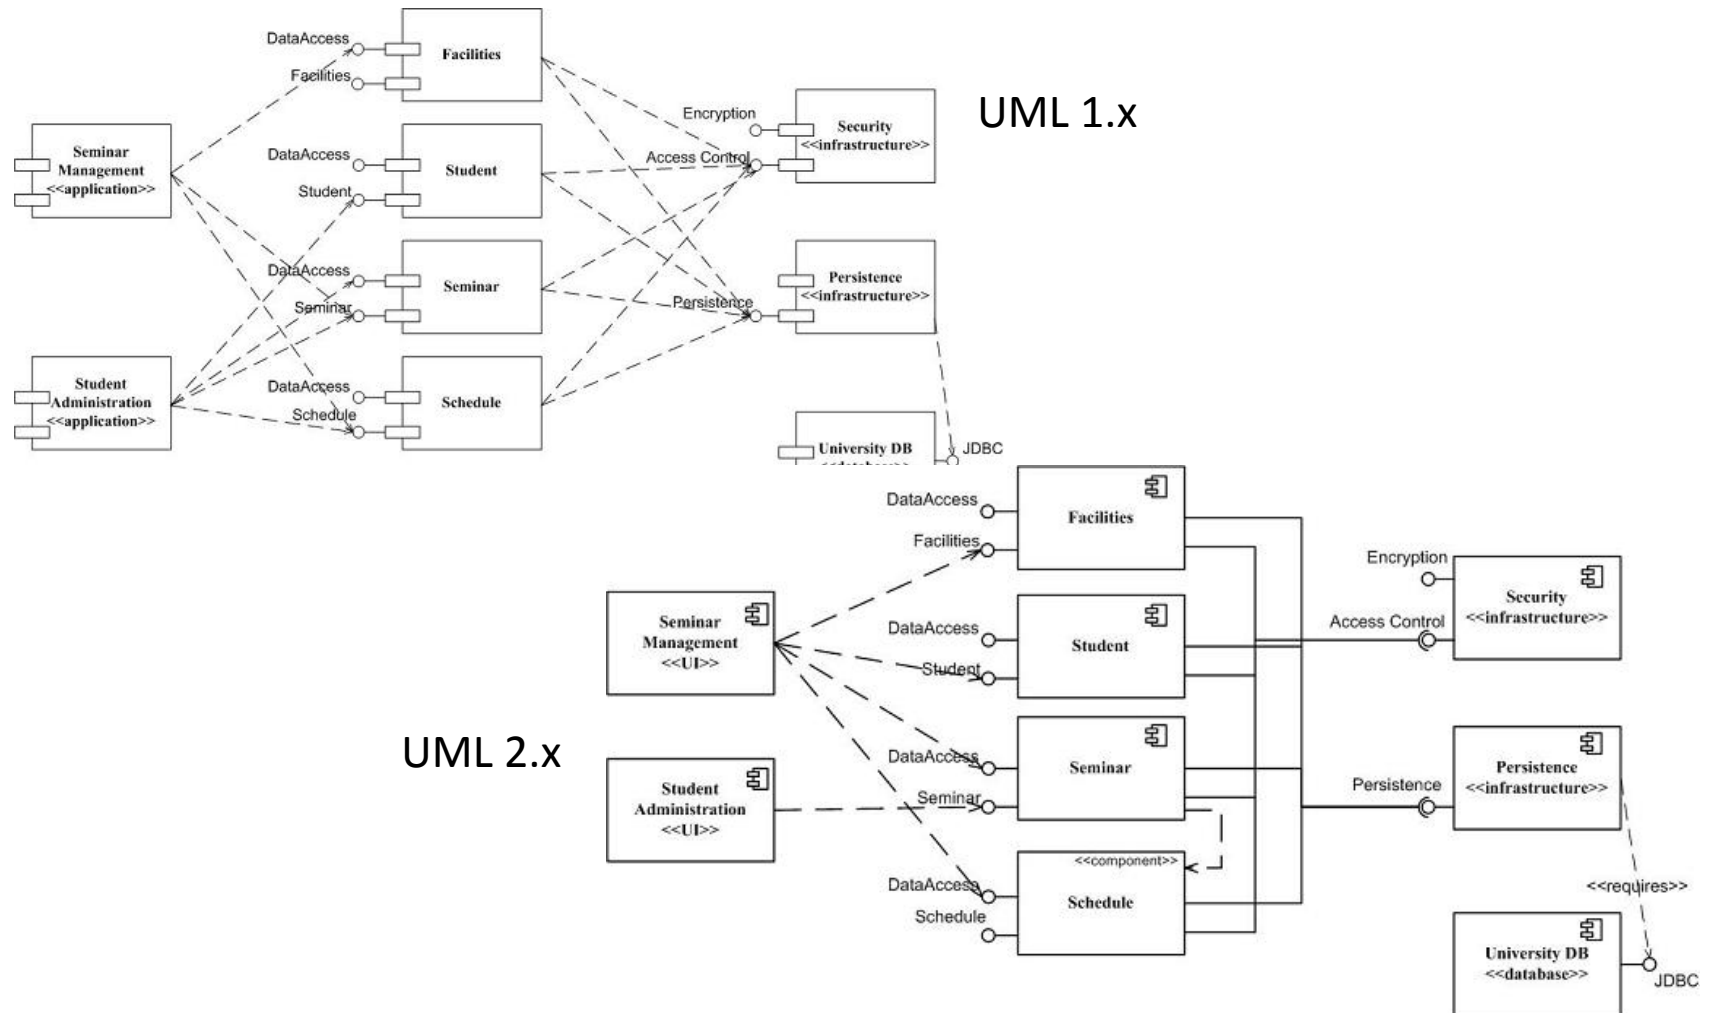 DataAccess
Facilities
Facilities
UML 1.x
Encryption
Security
<<infrastructure>>
Access Control
Seminar
Management
<<application>>
DataAccess
Student
Student
DataAccess
Seminar
Seminar
Persistence
Persistence
<<infrastructure>>
Student
Administration
<<application>>
DataAccess
Schedule
Schedule
University DB
<<database>>
JDBC
UML 2.x
DataAccess
Facilities
Facilities
Seminar
Management
<<UI>>
DataAccess
Student
Student
Encryption
Access Control
Security
<<infrastructure>>
Student
Administration
<<UI>>
DataAccess
Seminar
Seminar
Persistence
Persistence
<<infrastructure>>
<<component>>
DataAccess
Schedule
Schedule
<<requires>>
University DB
<<database>>
JDBC